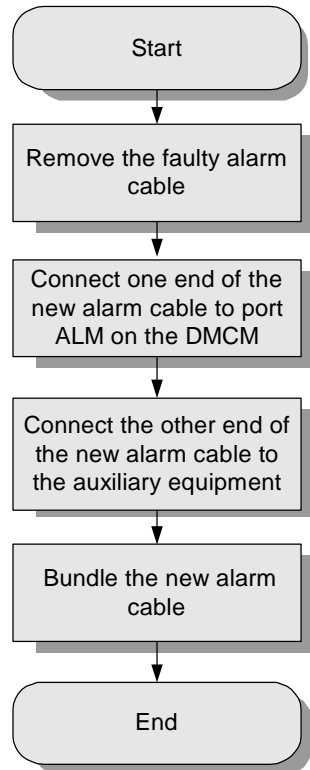 Start
Remove the faulty alarm
cable
Connect one end of the
new alarm cable to port
ALM on the DMCM
Connect the other end of
the new alarm cable to
the auxiliary equipment
Bundle the new alarm
cable
End